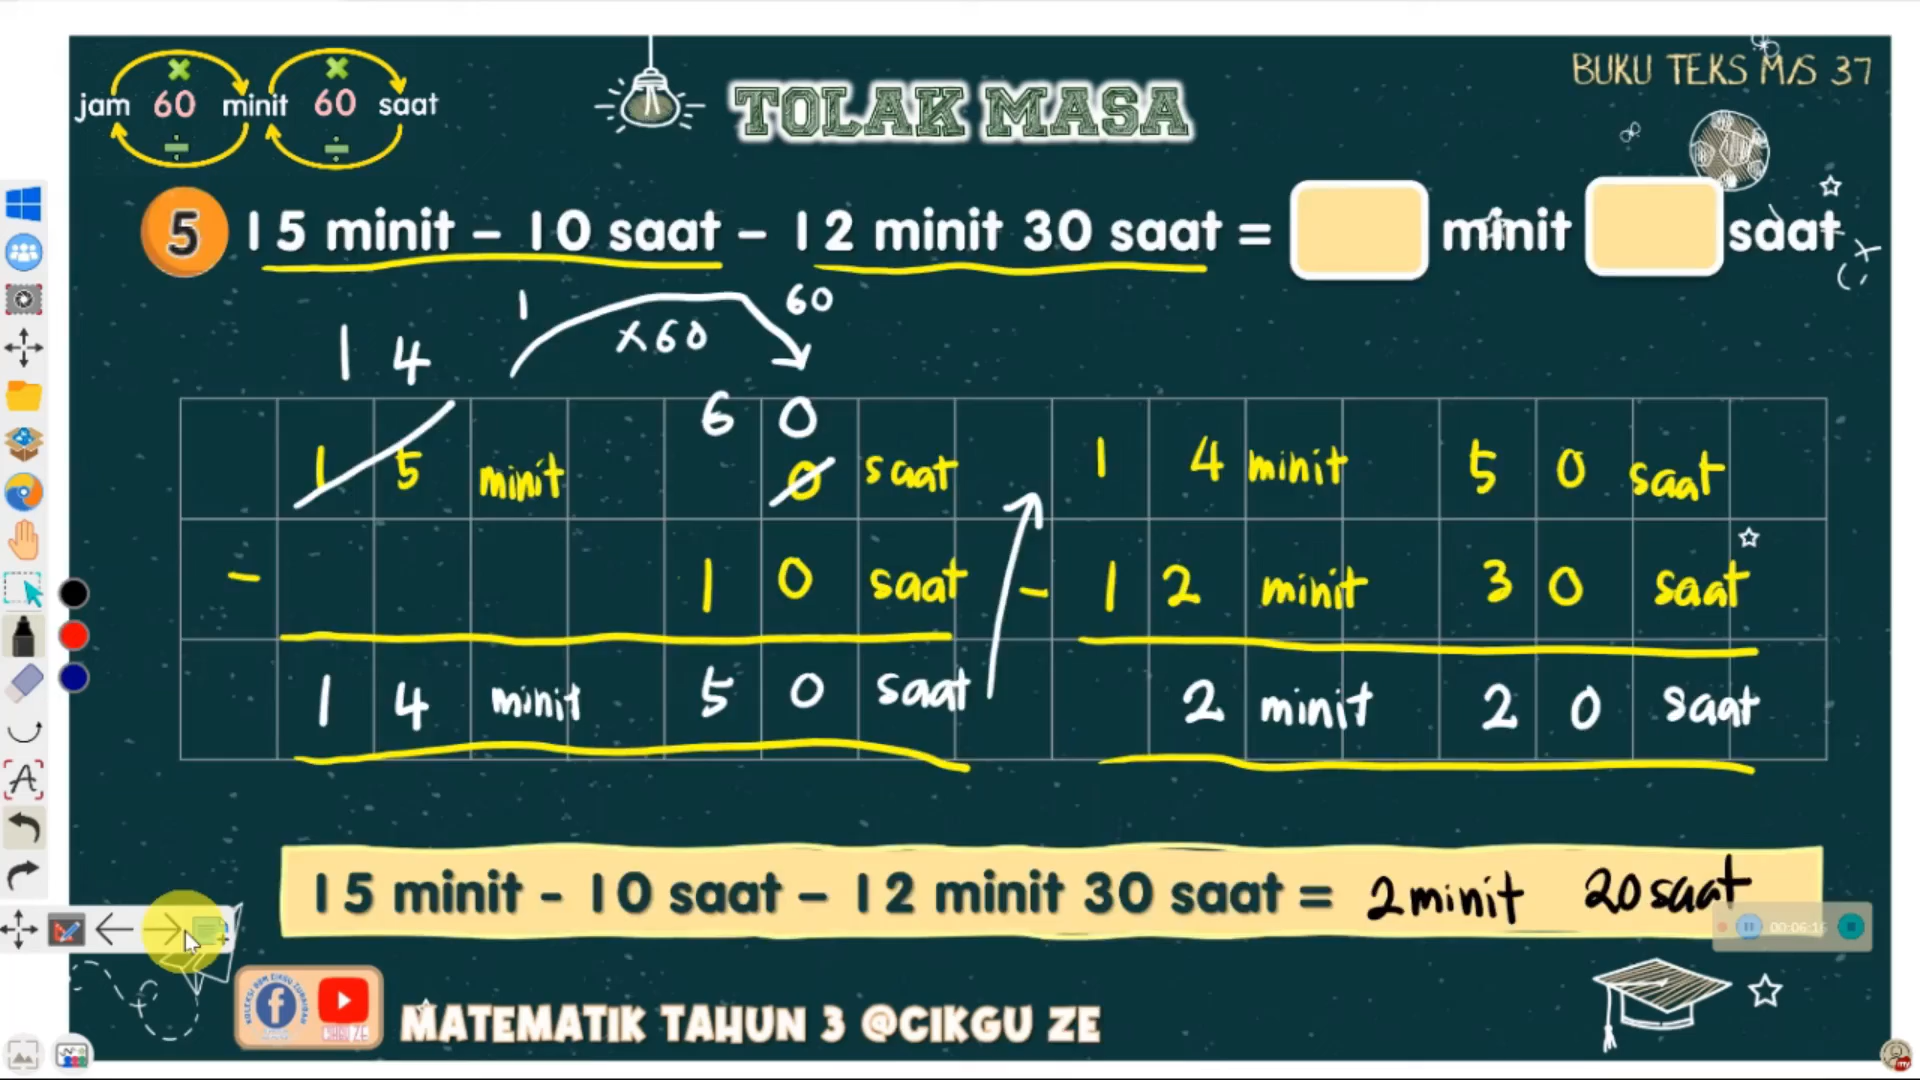 BUKU TEKS M/S 37
jam 60 minit 60 saat
TOLAK MASA
5 15 minit - 10 saat - 12 minit 30 saat = minit saat
1 60
x60
1 4
6 0
1 5 minit 0 saat 1 4 minit 5 0 saat
- 1 0 saat - 1 2 minit 3 0 saat
1 4 minit 5 0 saat 2 minit 2 0 saat
15 minit - 10 saat - 12 minit 30 saat = 2 minit 20 saat
MATEMATIK TAHUN 3 @CIKGU ZE